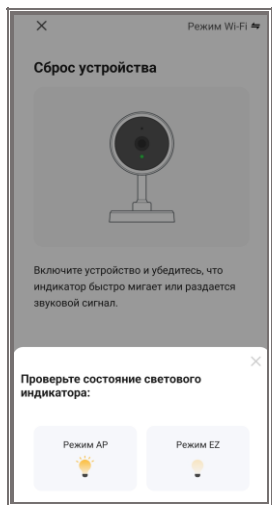 Режим Wi-Fi
Сброс устройства
Включите устройство и убедитесь, что
индикатор быстро мигает или раздается
звуковой сигнал.
Проверьте состояние светового
индикатора:
Режим AP
Режим EZ